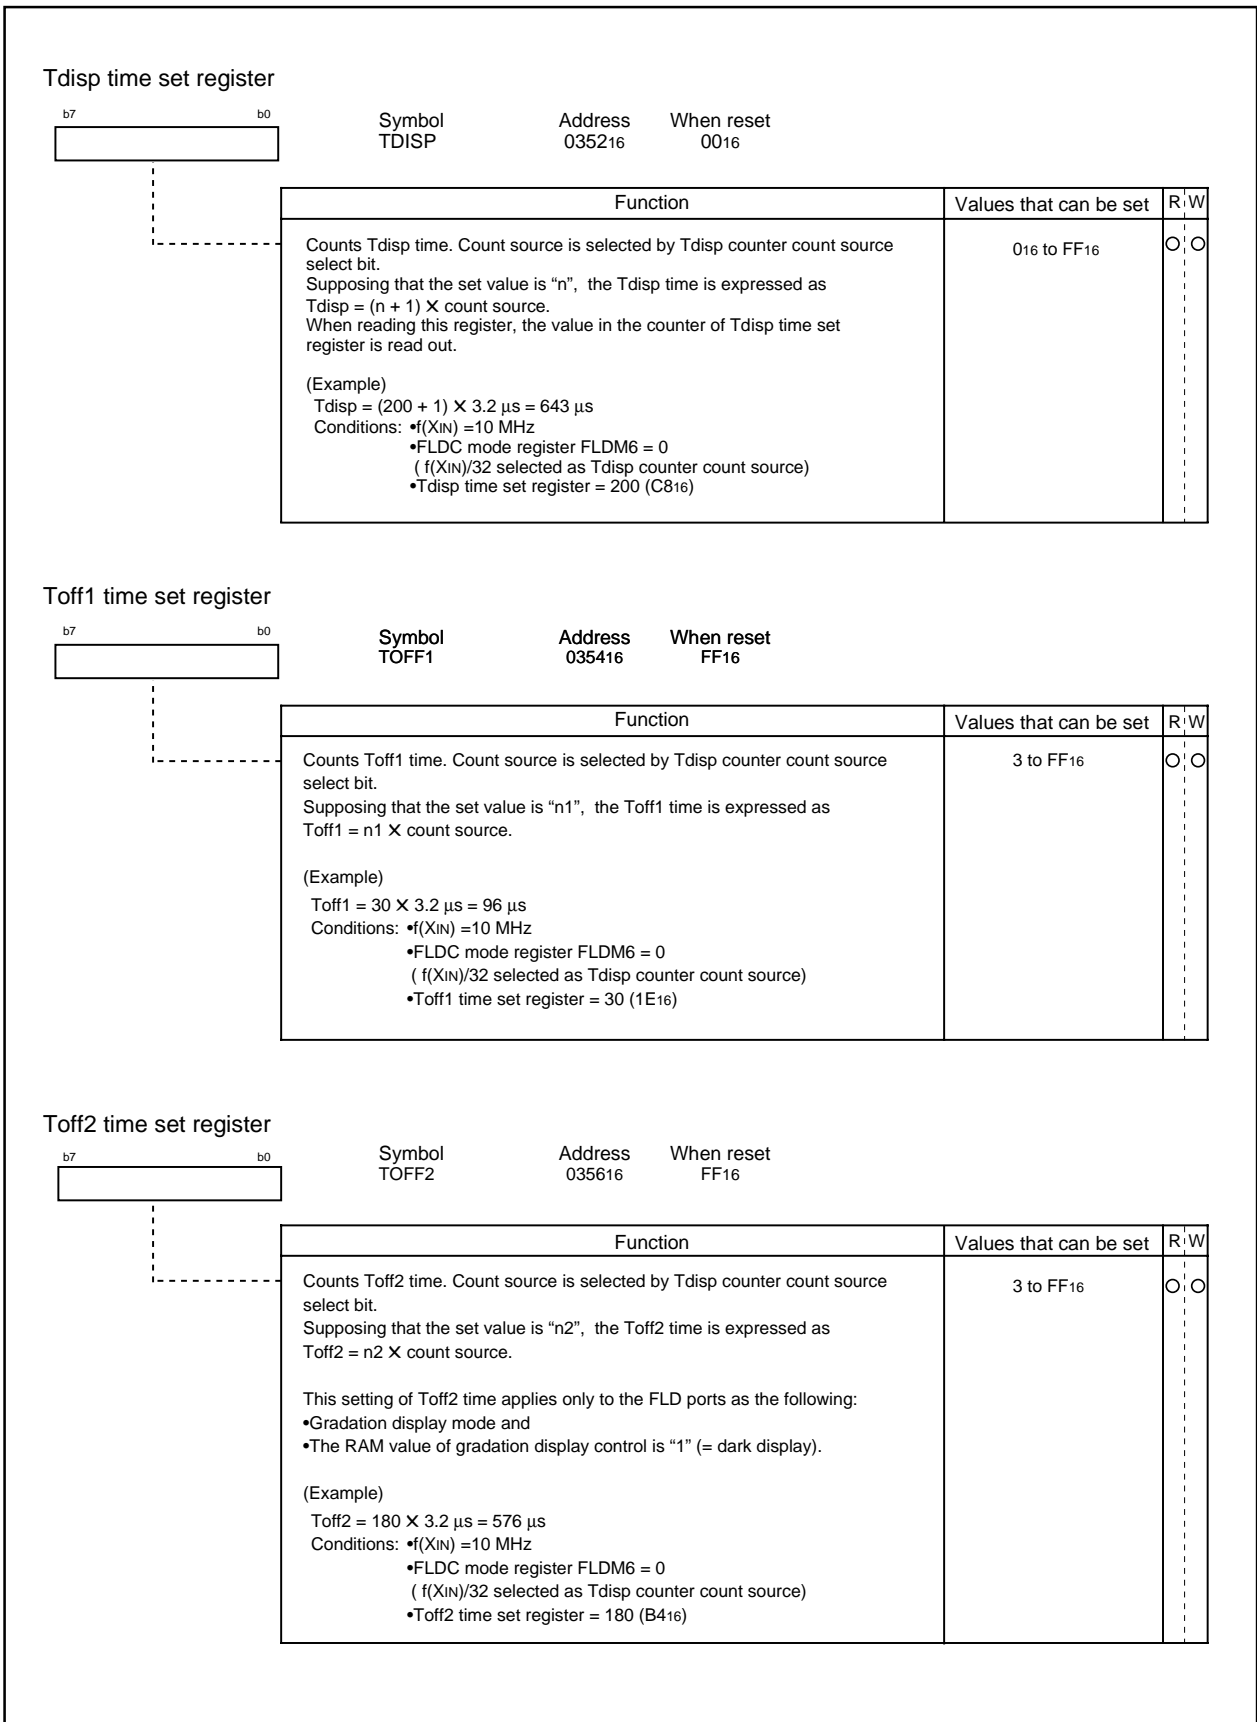 Tdisp time set register
b7 b0
Symbol Address When reset
TDISP 035216 0016
Function Values that can be set R W
Counts Tdisp time. Count source is selected by Tdisp counter count source 016 to FF16 O O
select bit.
Supposing that the set value is “n”, the Tdisp time is expressed as
Tdisp = (n + 1) ✕ count source.
When reading this register, the value in the counter of Tdisp time set
register is read out.
(Example)
Tdisp = (200 + 1) ✕ 3.2 μs = 643 μs
Conditions: •f(XIN) =10 MHz
•FLDC mode register FLDM6 = 0
( f(XIN)/32 selected as Tdisp counter count source)
•Tdisp time set register = 200 (C816)
Toff1 time set register
b7 b0
Symbol Address When reset
TOFF1 035416 FF16
Function Values that can be set R W
Counts Toff1 time. Count source is selected by Tdisp counter count source 3 to FF16 O O
select bit.
Supposing that the set value is “n1”, the Toff1 time is expressed as
Toff1 = n1 ✕ count source.
(Example)
Toff1 = 30 ✕ 3.2 μs = 96 μs
Conditions: •f(XIN) =10 MHz
•FLDC mode register FLDM6 = 0
( f(XIN)/32 selected as Tdisp counter count source)
•Toff1 time set register = 30 (1E16)
Toff2 time set register
b7 b0
Symbol Address When reset
TOFF2 035616 FF16
Function Values that can be set R W
Counts Toff2 time. Count source is selected by Tdisp counter count source 3 to FF16 O O
select bit.
Supposing that the set value is “n2”, the Toff2 time is expressed as
Toff2 = n2 ✕ count source.
This setting of Toff2 time applies only to the FLD ports as the following:
•Gradation display mode and
•The RAM value of gradation display control is “1” (= dark display).
(Example)
Toff2 = 180 ✕ 3.2 μs = 576 μs
Conditions: •f(XIN) =10 MHz
•FLDC mode register FLDM6 = 0
( f(XIN)/32 selected as Tdisp counter count source)
•Toff2 time set register = 180 (B416)